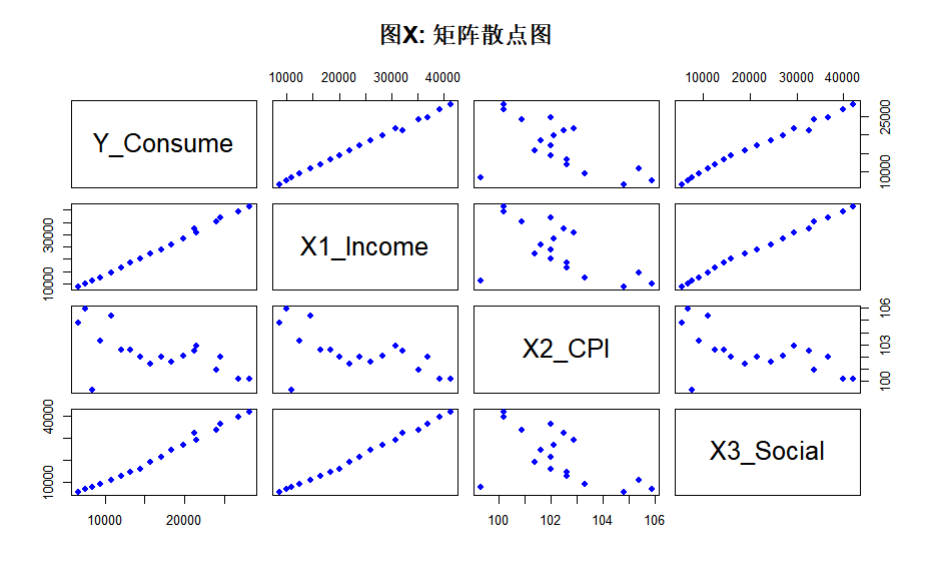 图X: 矩阵散点图
10000 20000 30000 40000
10000 20000 30000 40000
Y_Consume
10000 25000
10000 30000
X1_Income
X2_CPI
100 103 106
10000 40000
X3_Social
10000 20000
100 102 104 106